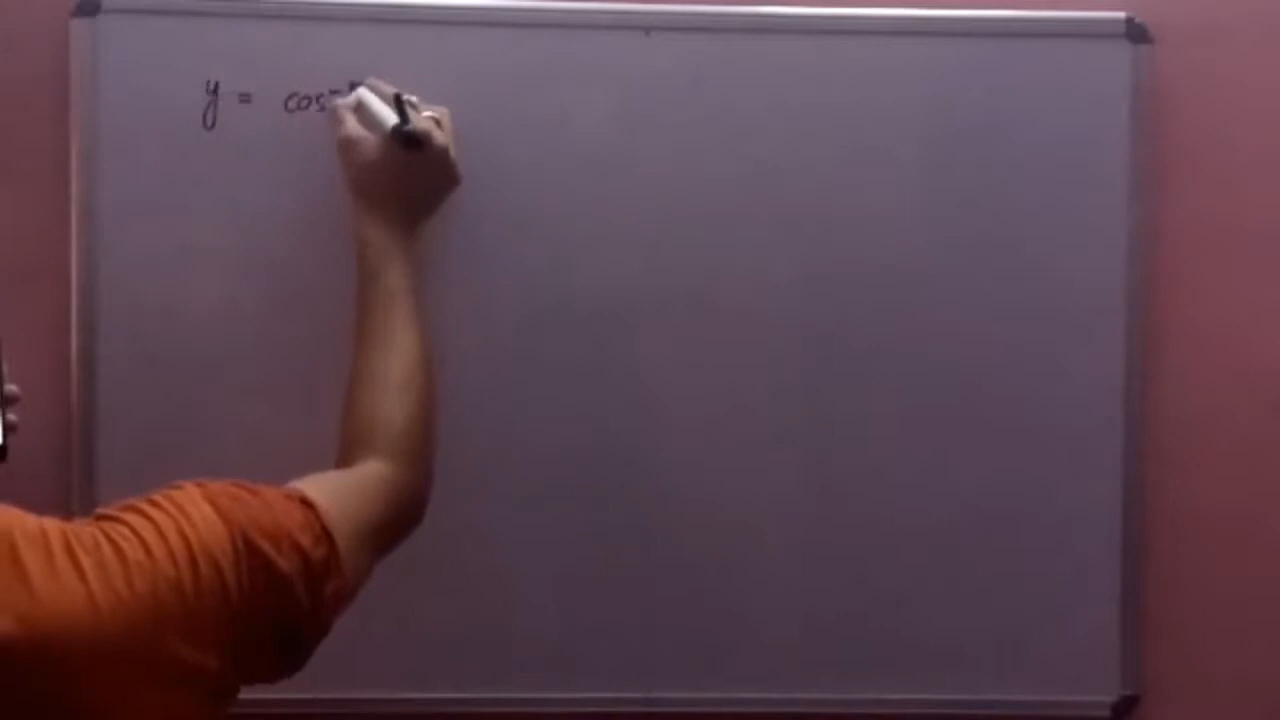 y = cos⁻